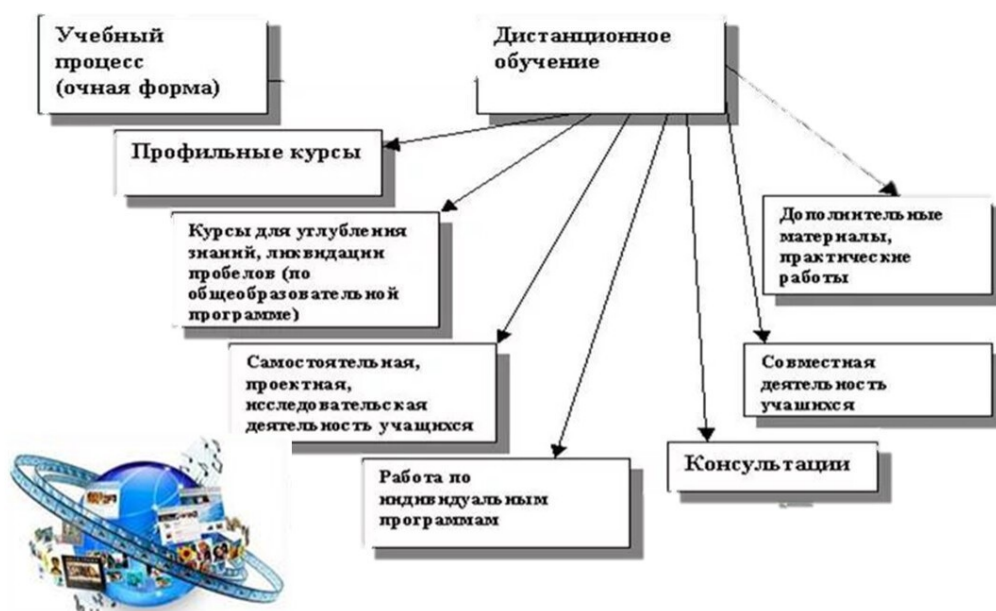 Учебный
процесс
(очная форма)
Дистанционное
обучение
Профильные курсы
Курсы для углубления
знаний, ликвидации
пробелов (по
общеобразовательной
программе)
Дополнительные
материалы,
практические
работы
Самостоятельная,
проектная,
исследовательская
деятельность учащихся
Совместная
деятельность
учашихся
Работа по
индивидуальным
программам
Консультации